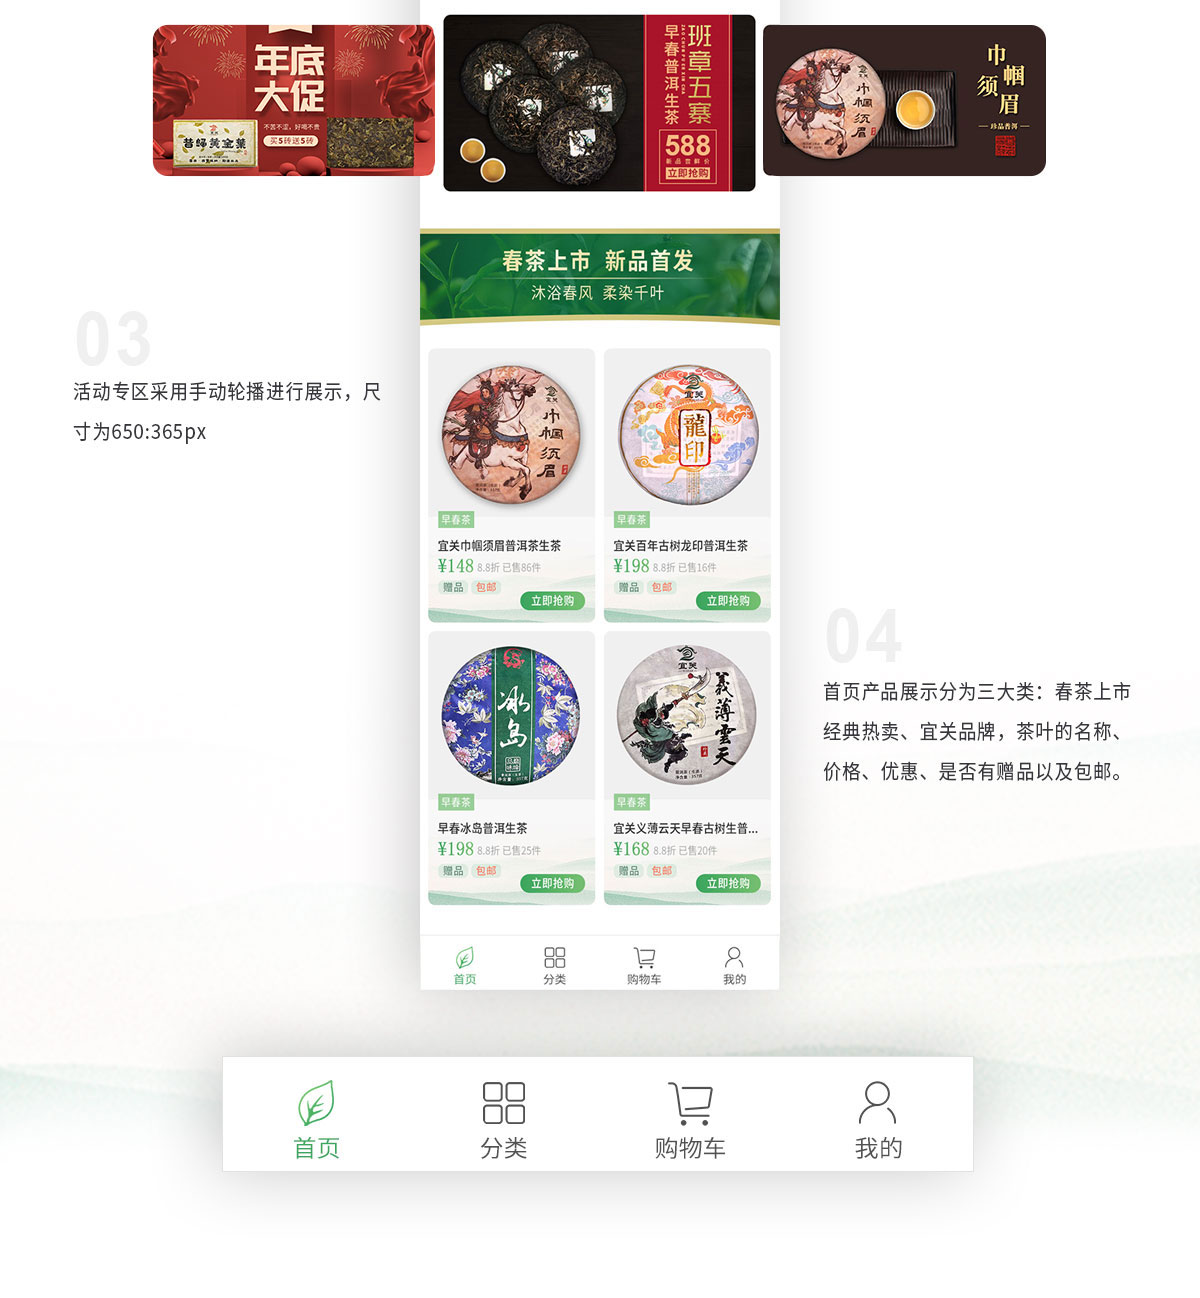 年底
大促
不苦不涩，好喝不贵
买5砖送5砖
昔归黄金叶
班章五寨
早春普洱生茶
588
新品尝鲜价
立即抢购
巾帼
须眉
珍品普洱
宜关
巾帼须眉
春茶上市 新品首发
沐浴春风 柔染千叶
03
活动专区采用手动轮播进行展示，尺
寸为650:365px
宜关
巾帼须眉
宜关
龍印
早春茶
早春茶
宜关巾帼须眉普洱茶生茶
宜关百年古树龙印普洱生茶
¥148 8.8折 已售86件
¥198 8.8折 已售16件
赠品 包邮
赠品 包邮
立即抢购
立即抢购
04
首页产品展示分为三大类：春茶上市
经典热卖、宜关品牌，茶叶的名称、
价格、优惠、是否有赠品以及包邮。
冰岛
宜关
義薄雲天
早春茶
早春茶
早春冰岛普洱生茶
宜关义薄云天早春古树生普...
¥198 8.8折 已售25件
¥168 8.8折 已售20件
赠品 包邮
赠品 包邮
立即抢购
立即抢购
首页
分类
购物车
我的
首页
分类
购物车
我的